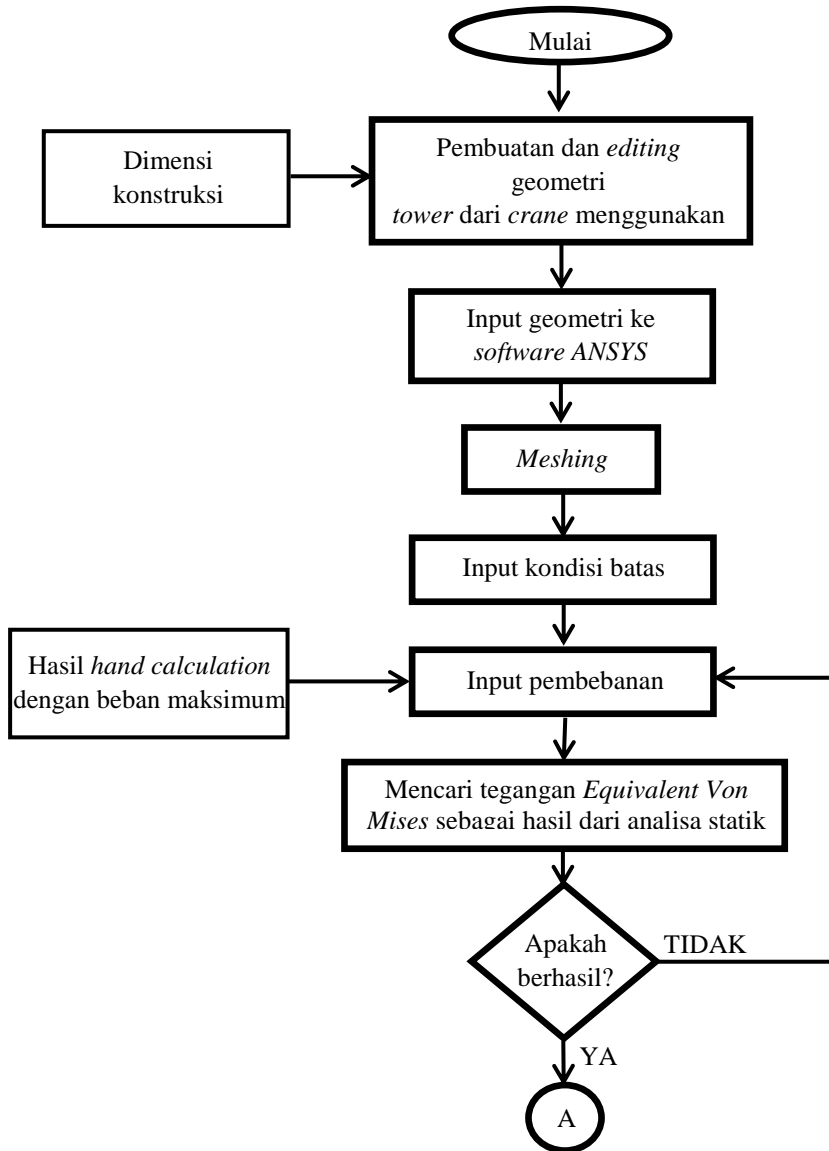 Mulai
Dimensi
konstruksi
Pembuatan dan editing
geometri
tower dari crane menggunakan
Input geometri ke
software ANSYS
Meshing
Input kondisi batas
Hasil hand calculation
dengan beban maksimum
Input pembebanan
Mencari tegangan Equivalent Von
Mises sebagai hasil dari analisa statik
Apakah
berhasil?
TIDAK
YA
A